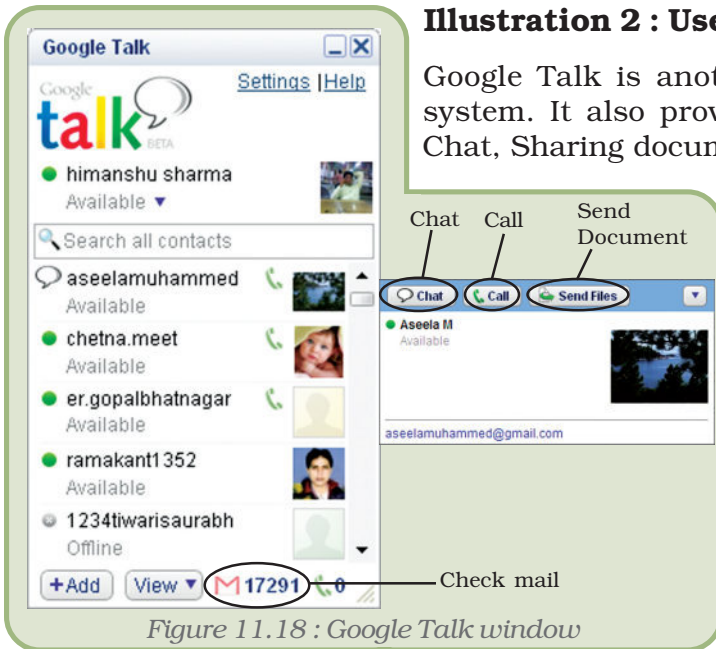 Illustration 2 : Use
Google Talk is anot
system. It also prov
Chat, Sharing docum
Google Talk
Settings | Help
Google
talk
BETA
himanshu sharma
Available
Search all contacts
aseelamuhammed
Available
chetna.meet
Available
er.gopalbhatnagar
Available
ramakant1352
Available
1234tiwarisaurabh
Offline
+Add View 17291 0
Chat Call Send
Document
Chat Call Send Files
Aseela M
Available
aseelamuhammed@gmail.com
Check mail
Figure 11.18 : Google Talk window